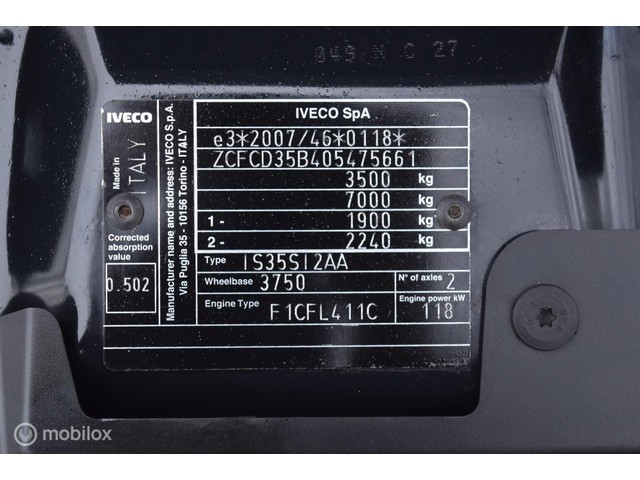 C 27
IVECO
IVECO SpA
Made in
ITALY
Corrected
absorption
value
0.502
Manufacturer name and address: IVECO S.p.A.
Via Puglia 35 - 10156 Torino - ITALY
e3*2007/46*0118*
ZCFCD35B405475661
3500 kg
7000 kg
1- 1900 kg
2- 2240 kg
Type IS35SI2AA
Wheelbase 3750 N° of axles 2
Engine Type F1CFL411C Engine power kW 118
mobilox